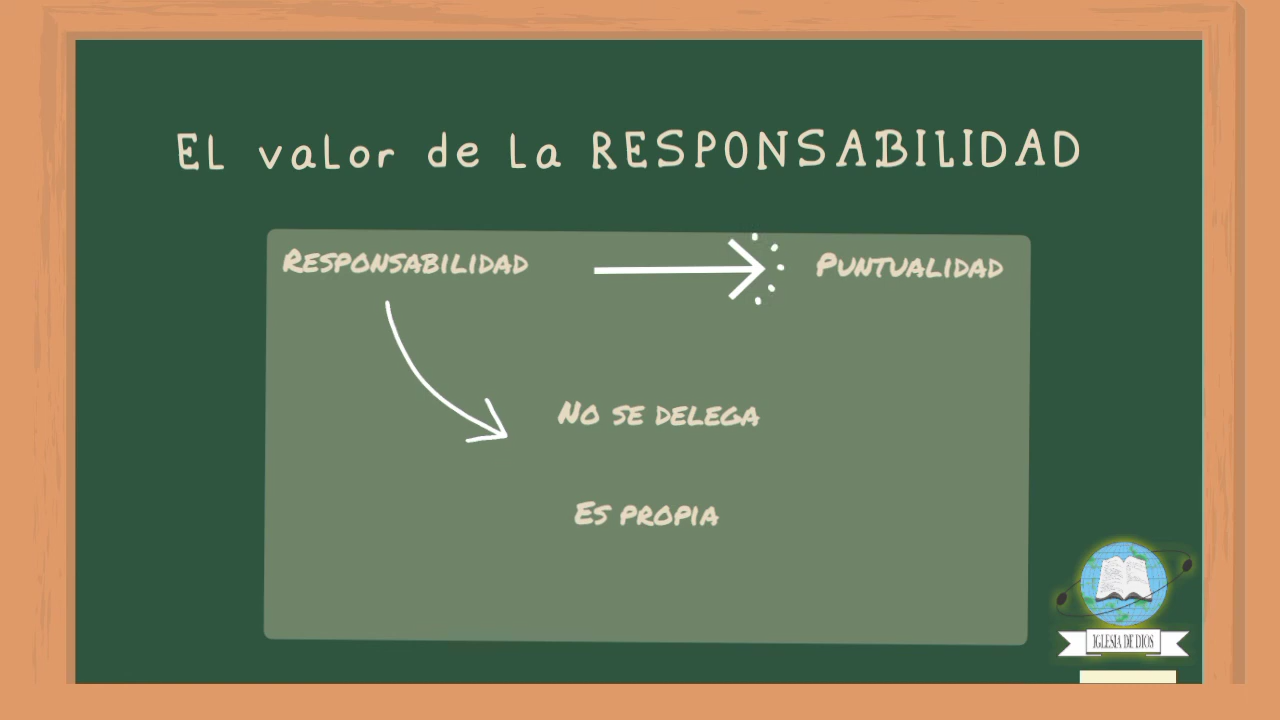 EL valor de la RESPONSABILIDAD
RESPONSABILIDAD
PUNTUALIDAD
NO SE DELEGA
ES PROPIA
IGLESIA DE DIOS